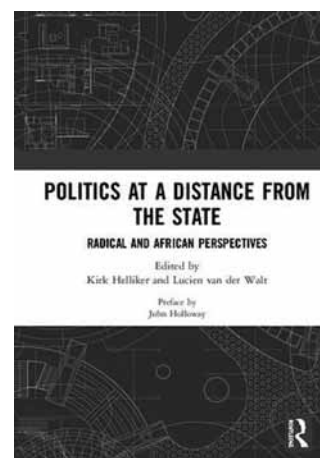 POLITICS AT A DISTANCE FROM
THE STATE
RADICAL AND AFRICAN PERSPECTIVES
Edited by
Kirk Helliker and Lucien van der Walt
Preface by
John Holloway
ROUTLEDGE